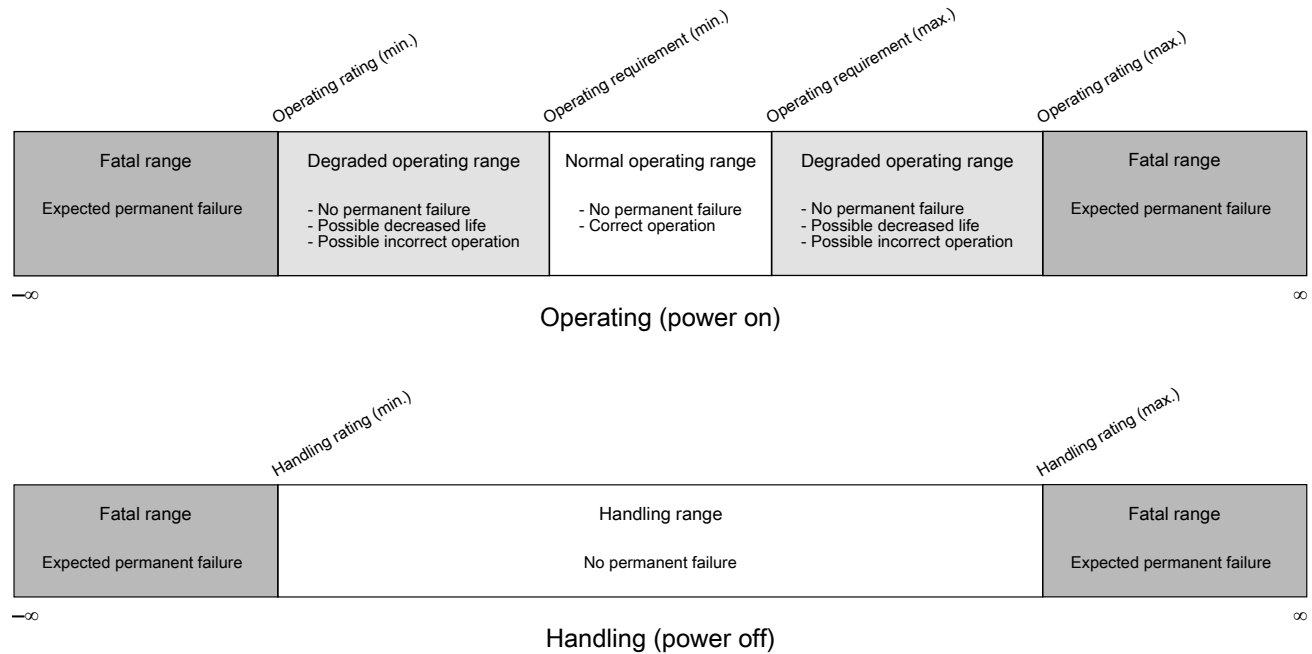 Operating rating (min.)
Operating requirement (min.)
Operating requirement (max.)
Operating rating (max.)
Fatal range
Expected permanent failure
Degraded operating range
- No permanent failure
- Possible decreased life
- Possible incorrect operation
Normal operating range
- No permanent failure
- Correct operation
Degraded operating range
- No permanent failure
- Possible decreased life
- Possible incorrect operation
Fatal range
Expected permanent failure
–∞
∞
Operating (power on)
Handling rating (min.)
Handling rating (max.)
Fatal range
Expected permanent failure
Handling range
No permanent failure
Fatal range
Expected permanent failure
–∞
∞
Handling (power off)